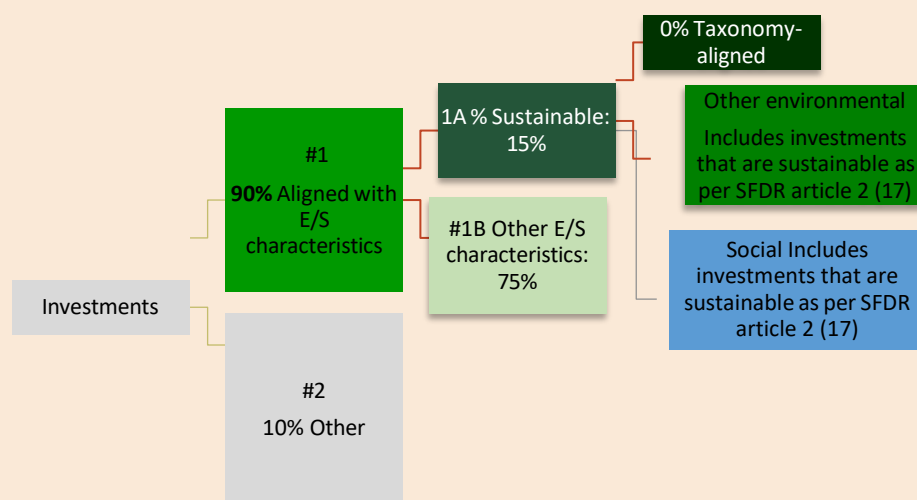 0% Taxonomy-
aligned
1A % Sustainable:
15%
Other environmental
Includes investments
that are sustainable as
per SFDR article 2 (17)
#1
90% Aligned with
E/S
characteristics
#1B Other E/S
characteristics:
75%
Social Includes
investments that are
sustainable as per SFDR
article 2 (17)
Investments
#2
10% Other